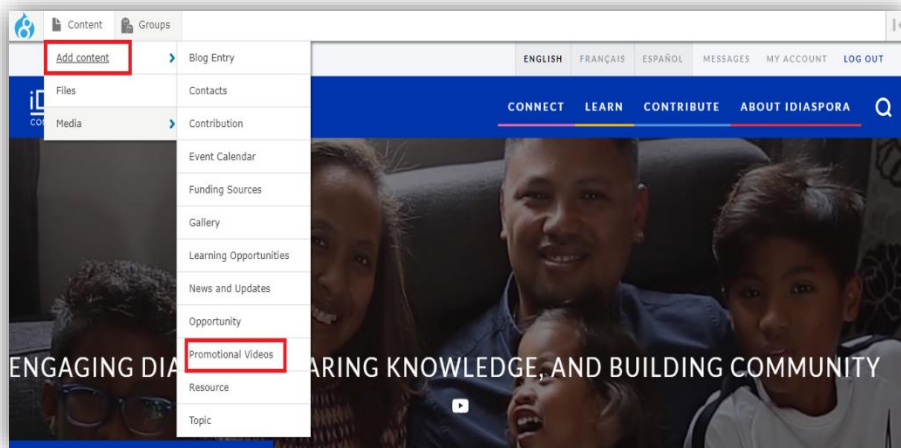 Content Groups
Add content
Files
Media
Blog Entry
Contacts
Contribution
Event Calendar
Funding Sources
Gallery
Learning Opportunities
News and Updates
Opportunity
Promotional Videos
Resource
Topic
ENGLISH FRANÇAIS ESPAÑOL MESSAGES MY ACCOUNT LOG OUT
CONNECT LEARN CONTRIBUTE ABOUT IDIASPORA
ENGAGING DIA ARING KNOWLEDGE, AND BUILDING COMMUNITY